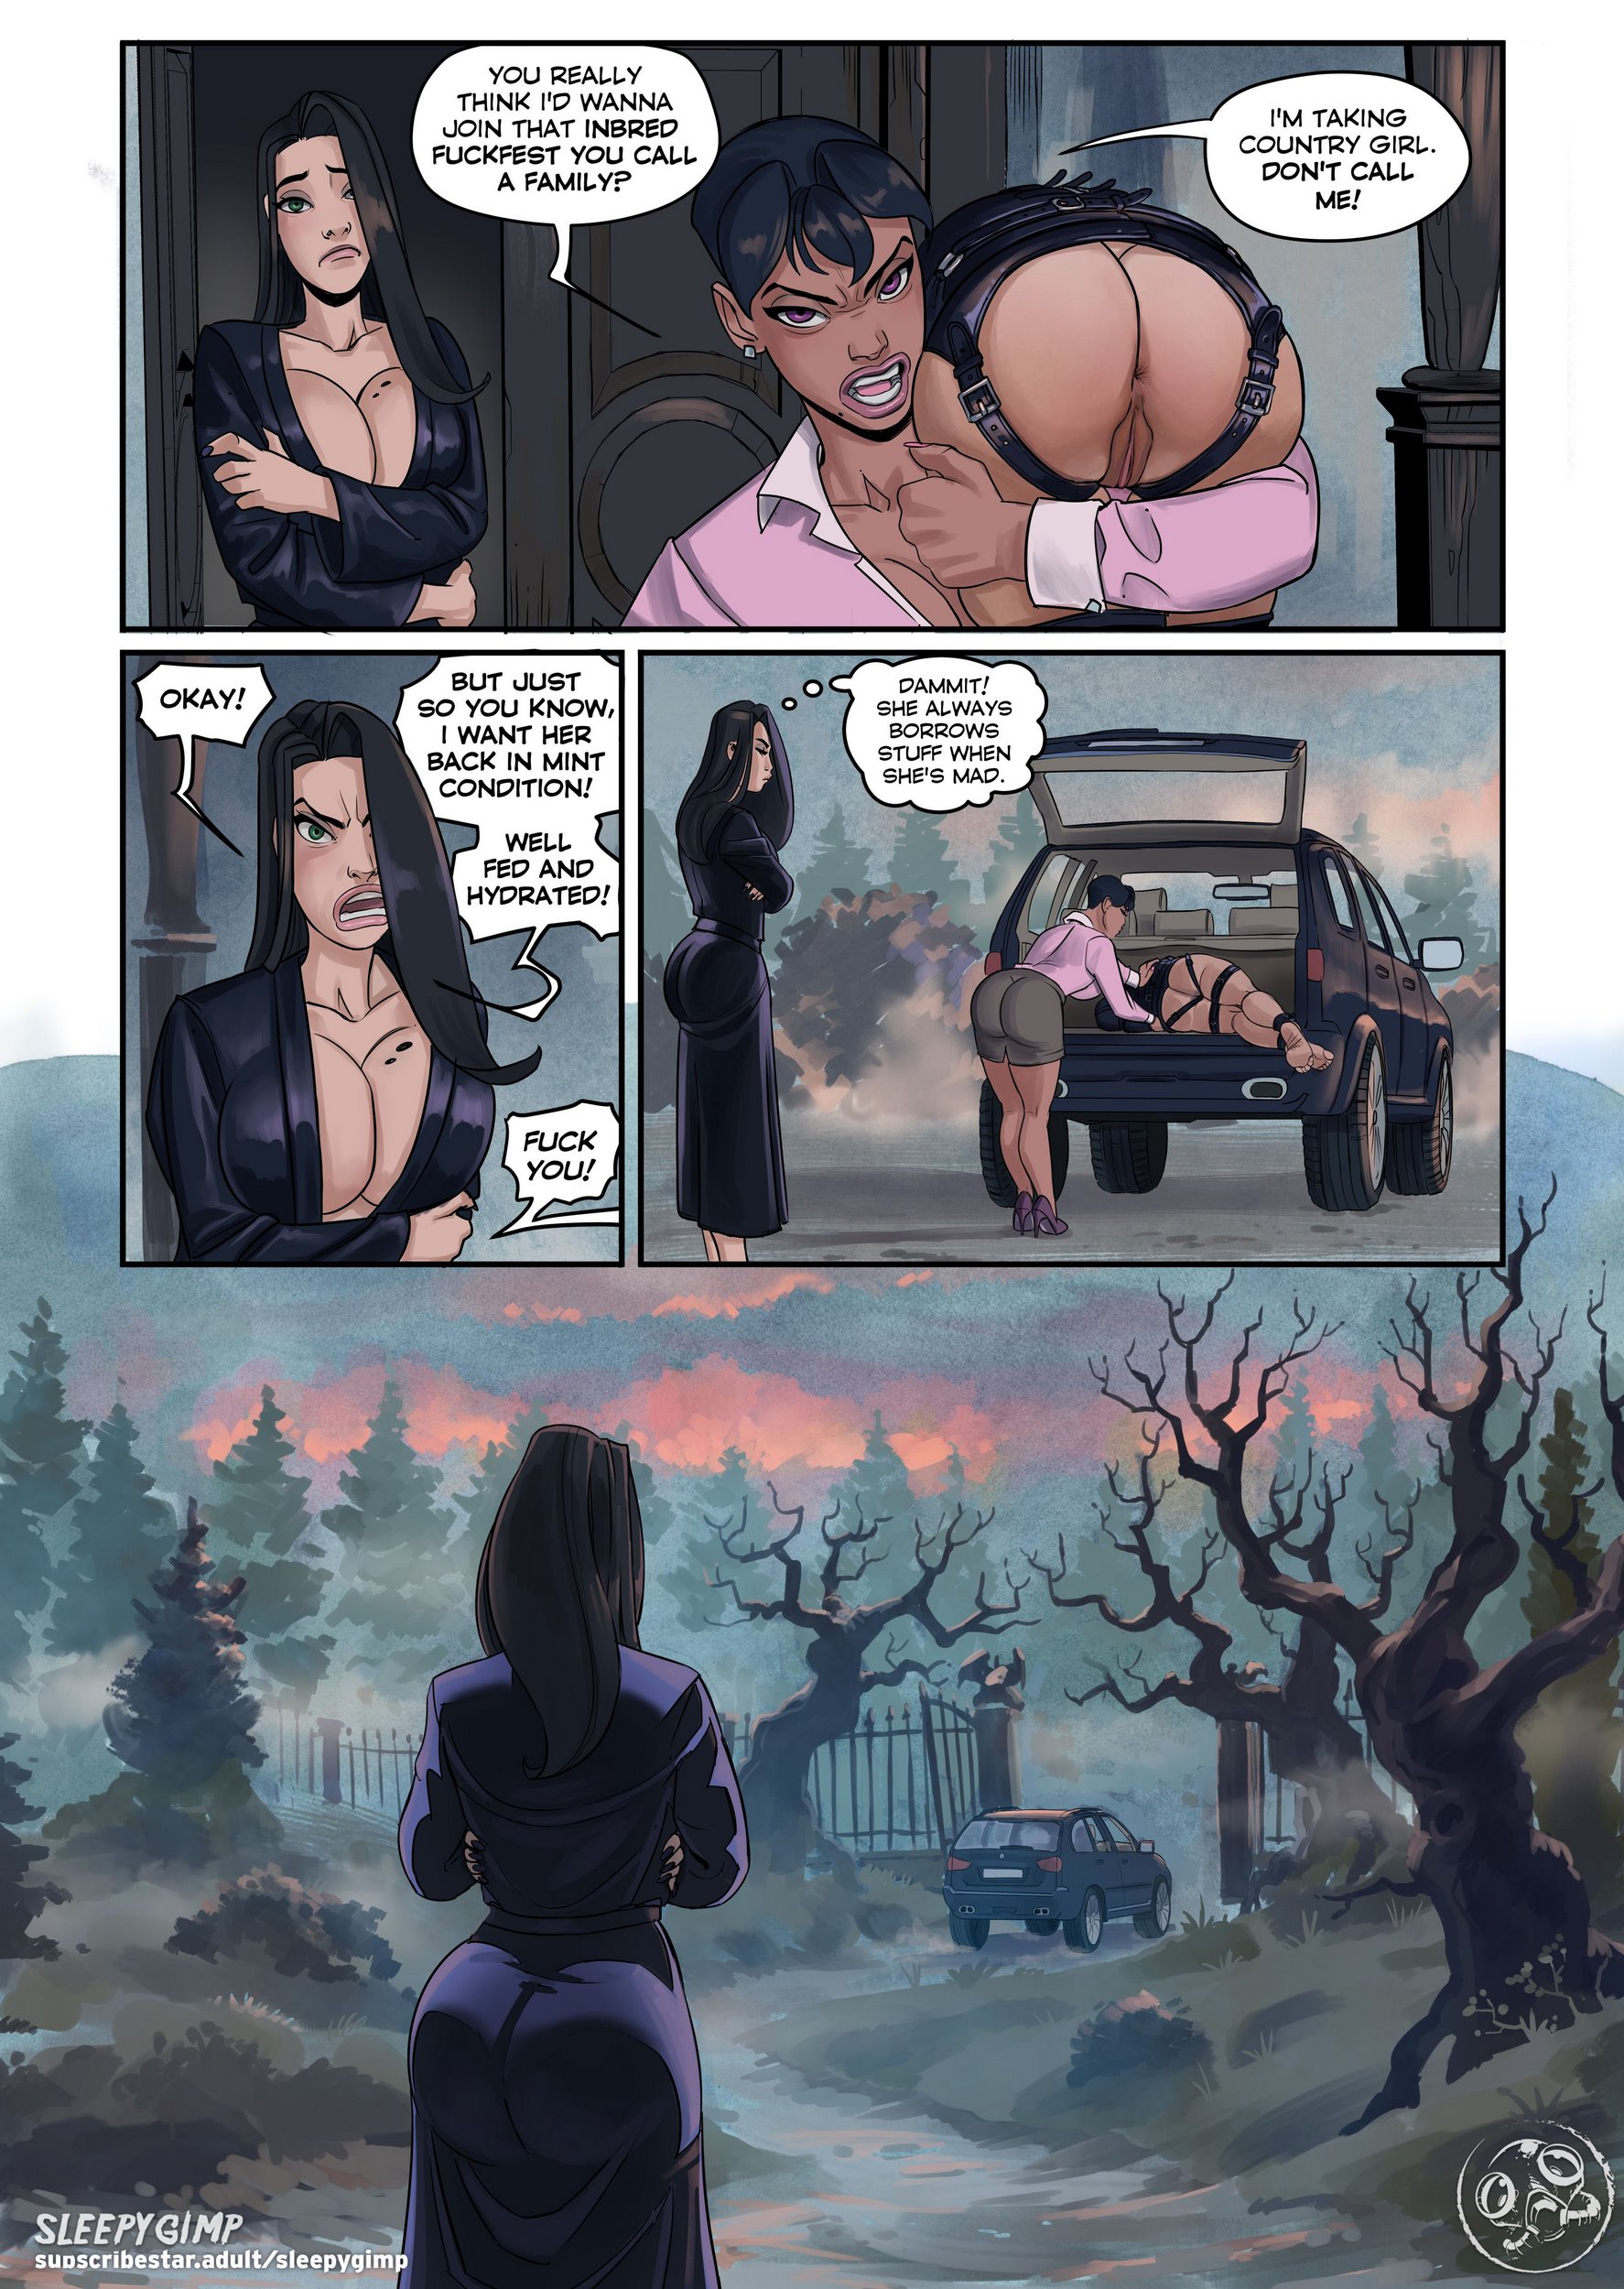 YOU REALLY
THINK I'D WANNA
JOIN THAT INBRED
FUCKFEST YOU CALL
A FAMILY?
I'M TAKING
COUNTRY GIRL.
DON'T CALL
ME!
OKAY!
BUT JUST
SO YOU KNOW,
I WANT HER
BACK IN MINT
CONDITION!
WELL
FED AND
HYDRATED!
FUCK
YOU!
DAMMIT!
SHE ALWAYS
BORROWS
STUFF WHEN
SHE'S MAD.
SLEEPYGIMP
subscribestar.adult/sleepygimp